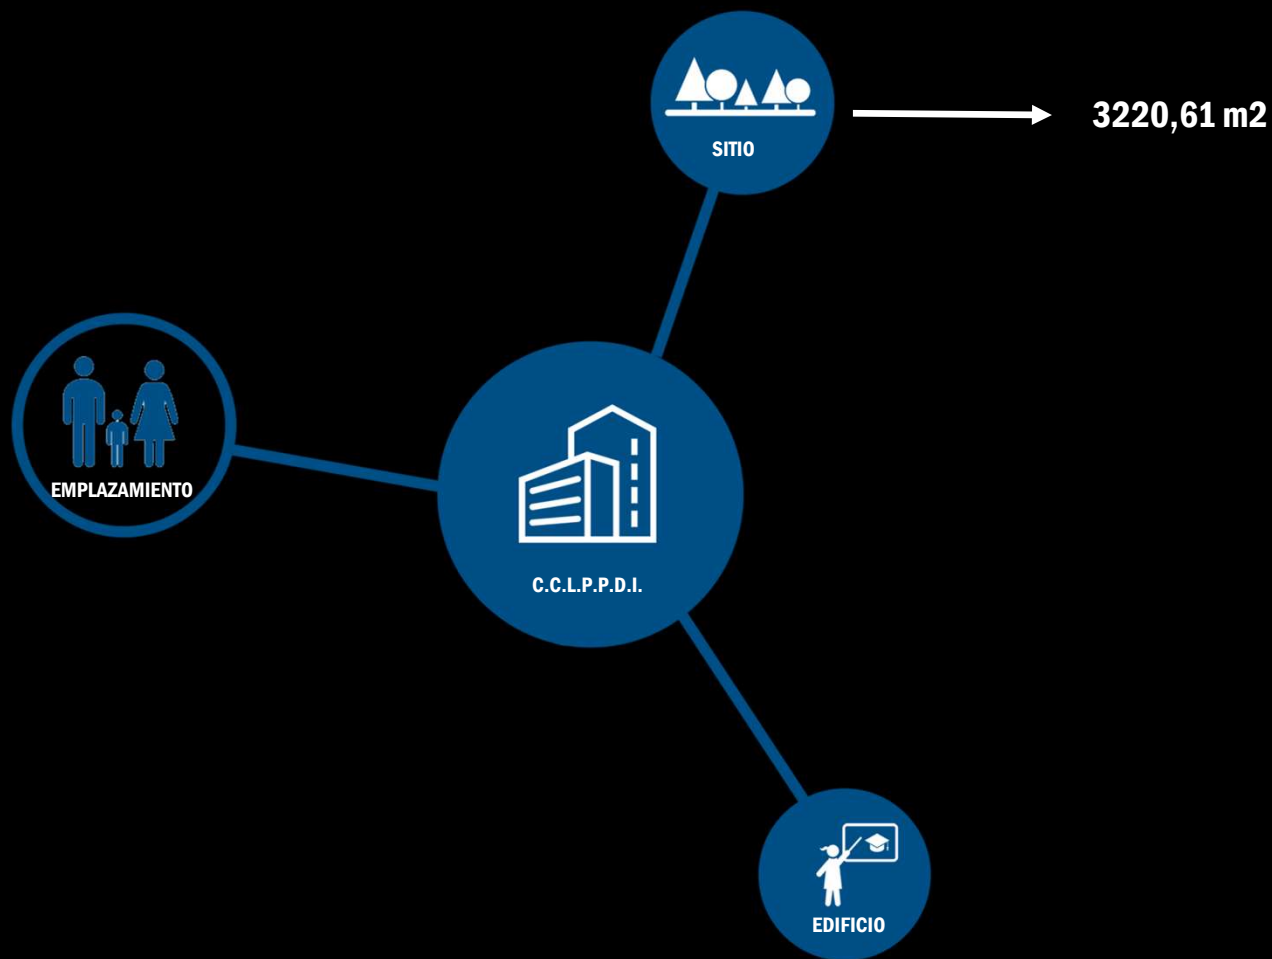 SITIO
3220,61 m2
EMPLAZAMIENTO
C.C.L.P.P.D.I.
EDIFICIO